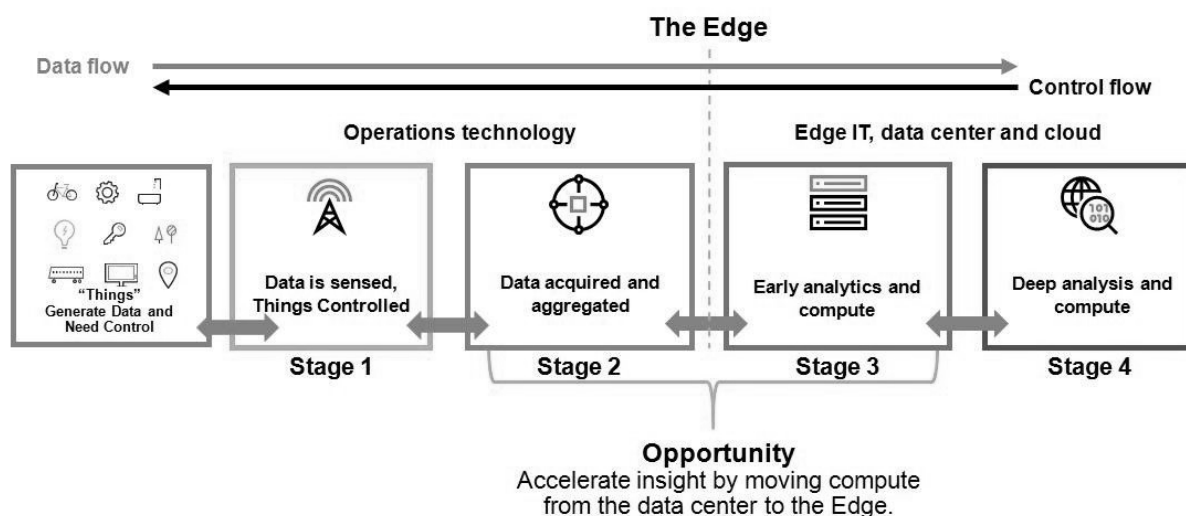 The Edge
Data flow
Control flow
Operations technology
Edge IT, data center and cloud
“Things”
Generate Data and
Need Control
Data is sensed,
Things Controlled
Data acquired and
aggregated
Early analytics and
compute
101
010
Deep analysis and
compute
Stage 1
Stage 2
Stage 3
Stage 4
Opportunity
Accelerate insight by moving compute
from the data center to the Edge.